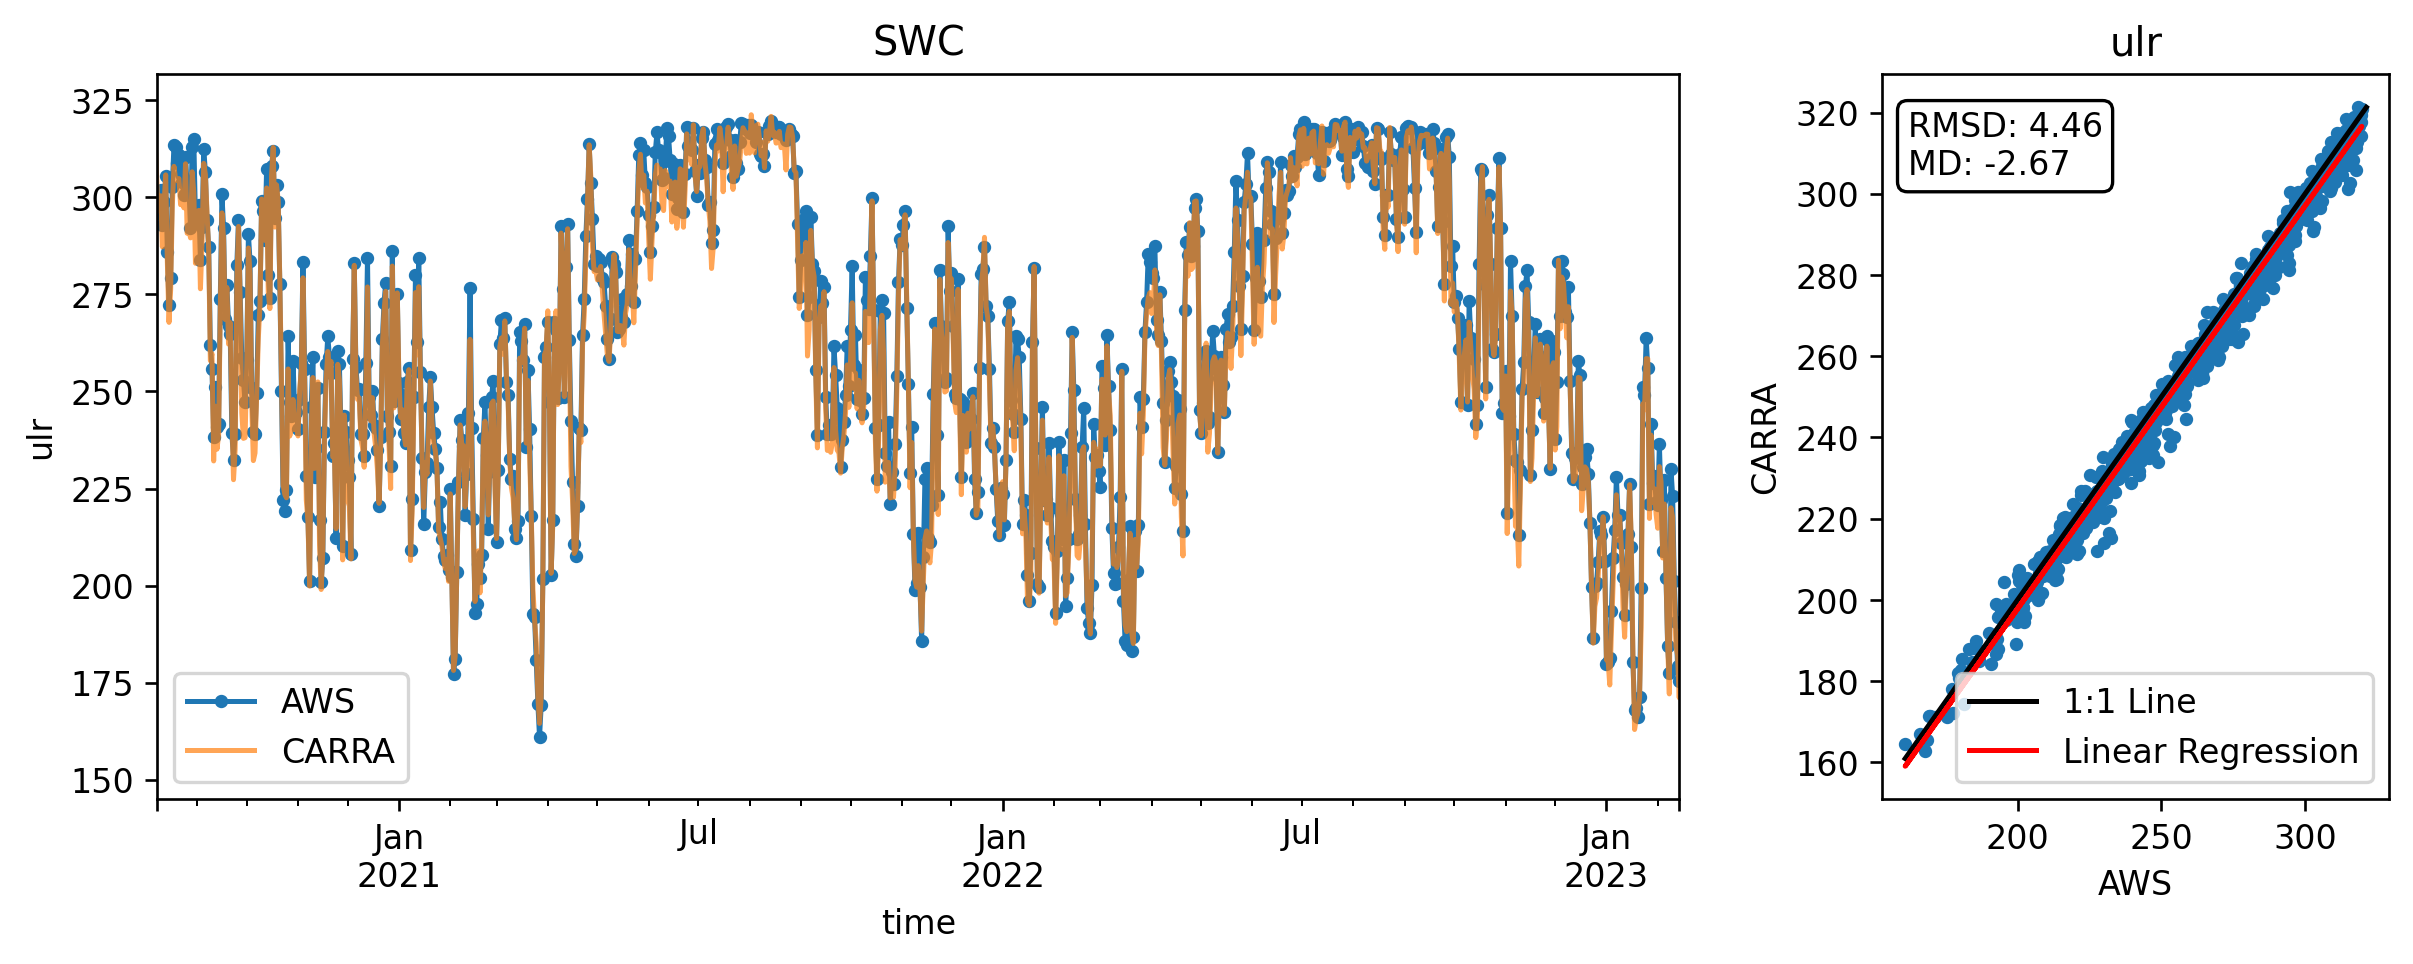 SWC
325
300
275
250
225
200
175
150
ulr
AWS
CARRA
Jan
2021
Jul
Jan
2022
Jul
Jan
2023
time
ulr
RMSD: 4.46
MD: -2.67
320
300
280
260
240
220
200
180
160
CARRA
1:1 Line
Linear Regression
200
250
300
AWS